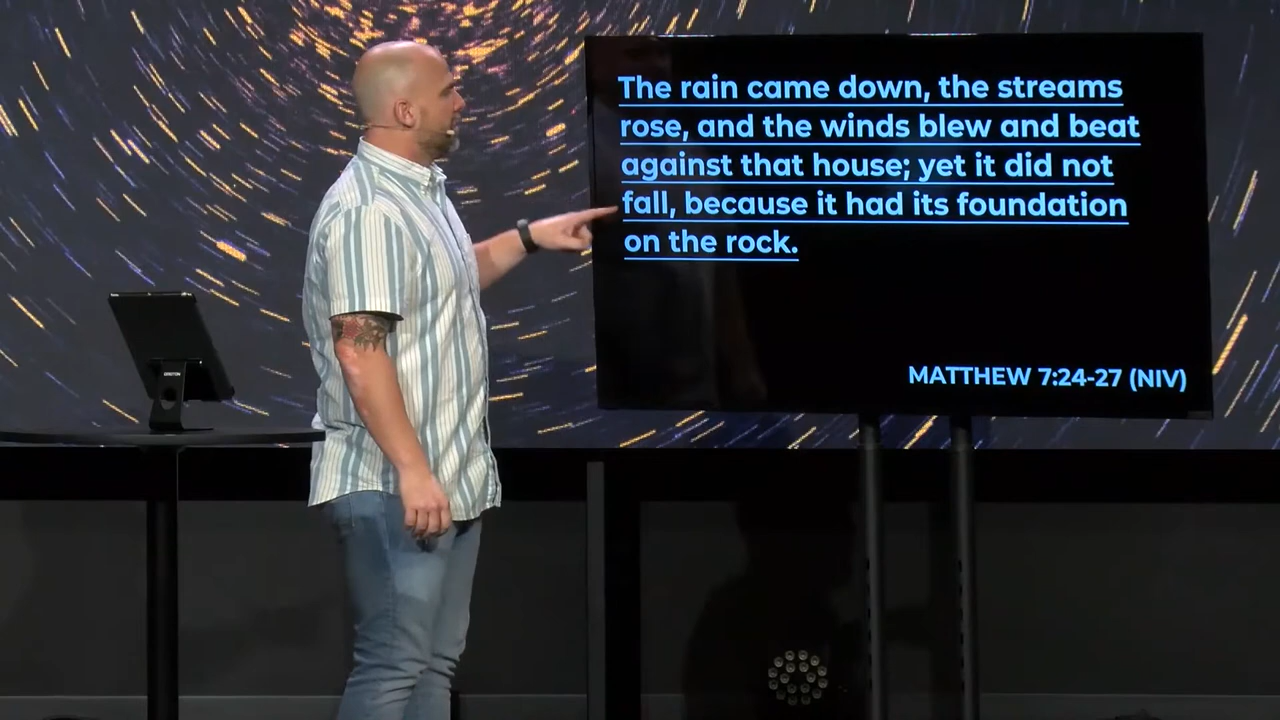 The rain came down, the streams
rose, and the winds blew and beat
against that house; yet it did not
fall, because it had its foundation
on the rock.
MATTHEW 7:24-27 (NIV)